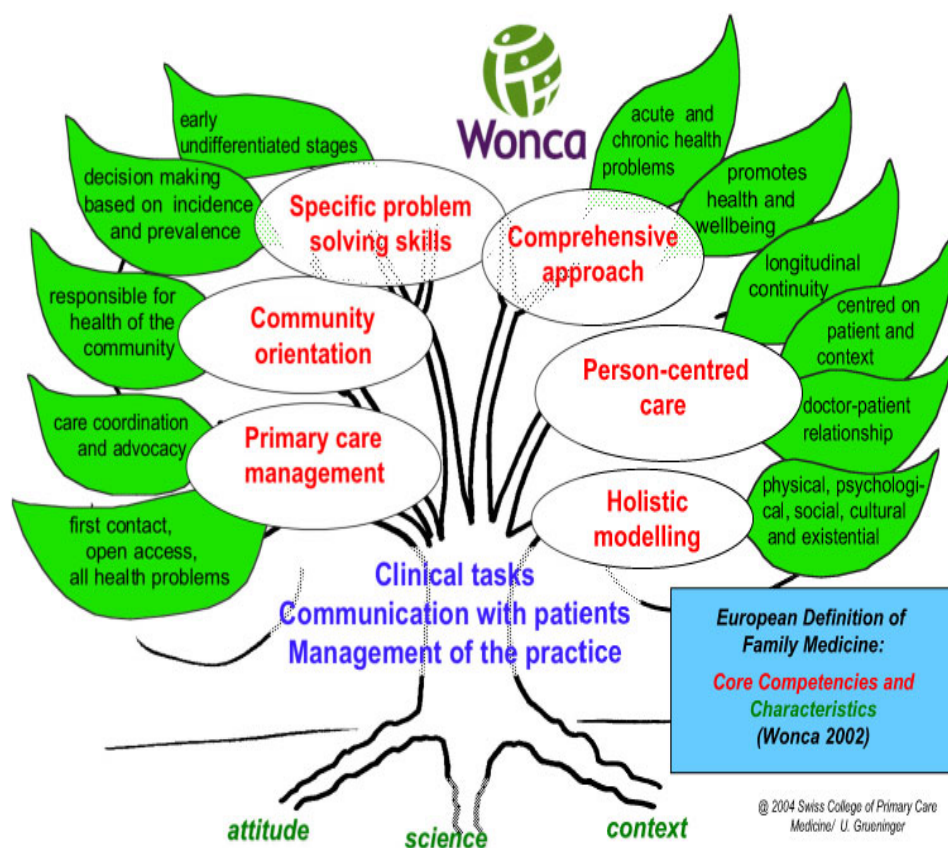 Wonca
early
undifferentiated stages
decision making
based on incidence
and prevalence
responsible for
health of the
community
care coordination
and advocacy
first contact,
open access,
all health problems
Specific problem
solving skills
Community
orientation
Primary care
management
acute and
chronic health
problems
promotes
health and
wellbeing
longitudinal
continuity
centred on
patient and
context
doctor-patient
relationship
physical, psychologi-
cal, social, cultural
and existential
Comprehensive
approach
Person-centred
care
Holistic
modelling
Clinical tasks
Communication with patients
Management of the practice
European Definition of
Family Medicine:
Core Competencies and
Characteristics
(Wonca 2002)
attitude
science
context
@ 2004 Swiss College of Primary Care
Medicine/ U. Grueninger